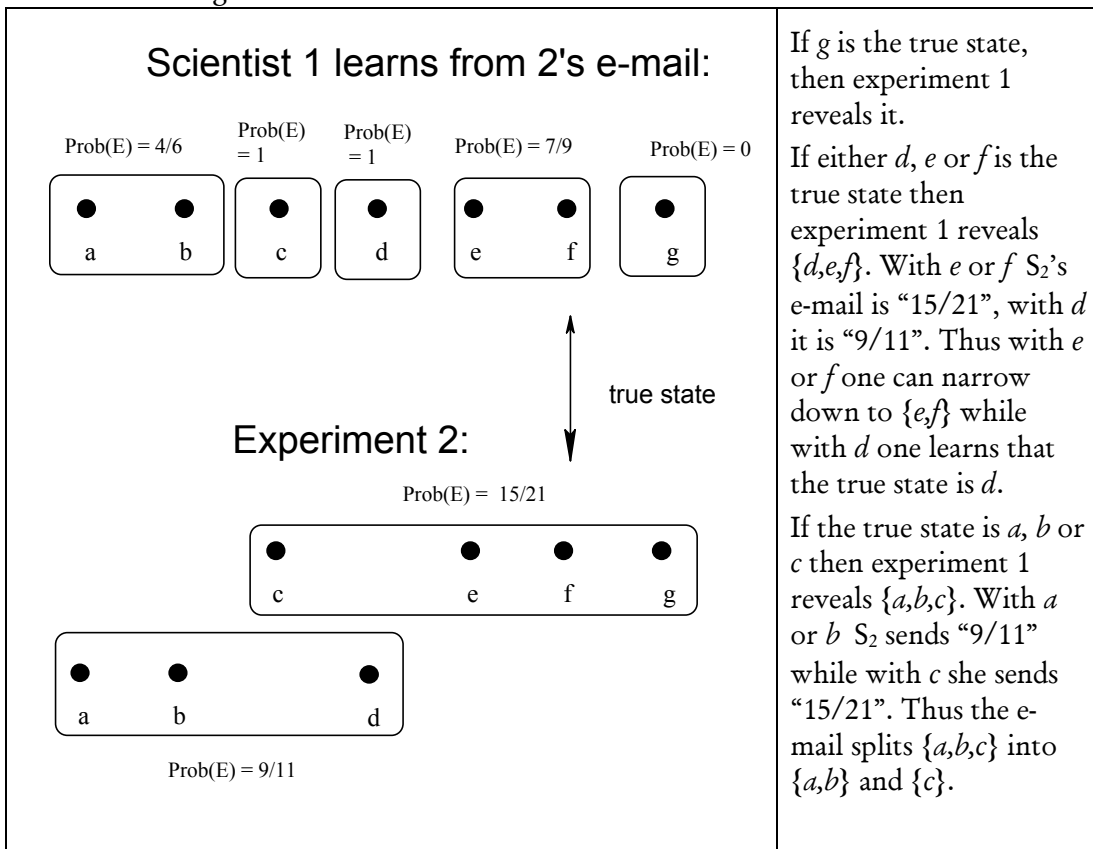 Scientist 1 learns from 2's e-mail:
Prob(E) = 4/6
Prob(E)
= 1
Prob(E)
= 1
Prob(E) = 7/9
Prob(E) = 0
a b c d e f g
true state
Experiment 2:
Prob(E) = 15/21
c e f g
a b d
Prob(E) = 9/11
If g is the true state,
then experiment 1
reveals it.
If either d, e or f is the
true state then
experiment 1 reveals
{d,e,f}. With e or f S₂’s
e-mail is “15/21”, with d
it is “9/11”. Thus with e
or f one can narrow
down to {e,f} while
with d one learns that
the true state is d.
If the true state is a, b or
c then experiment 1
reveals {a,b,c}. With a
or b S₂ sends “9/11”
while with c she sends
“15/21”. Thus the e-
mail splits {a,b,c} into
{a,b} and {c}.